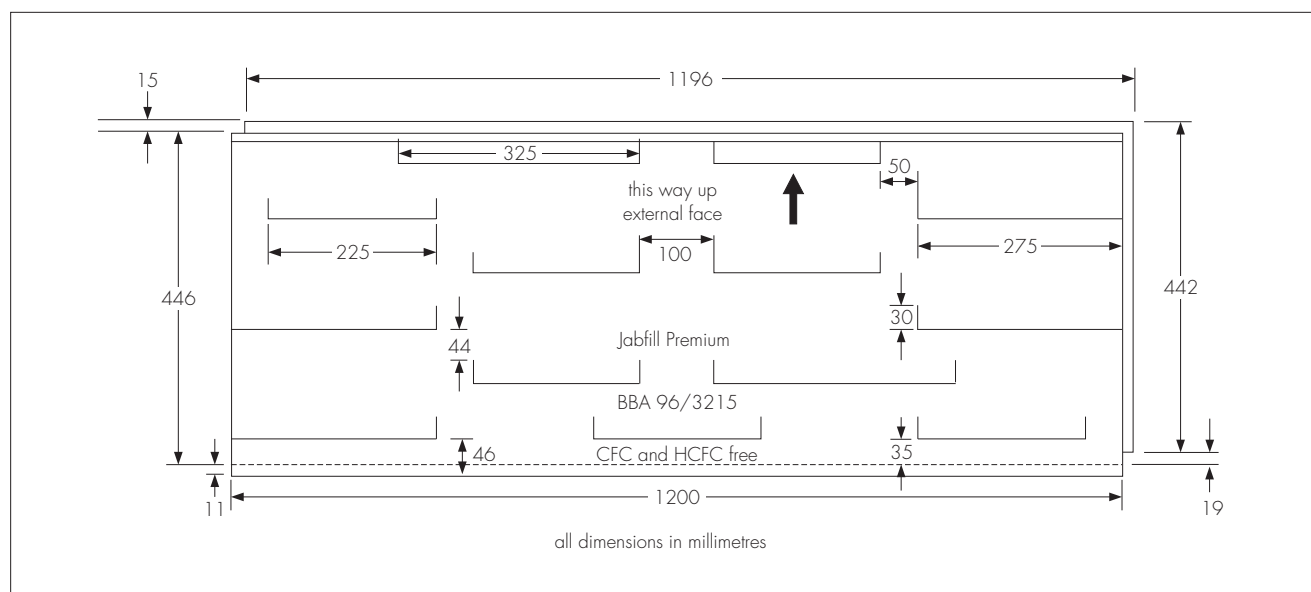 1196
15
325
50
this way up
external face
225
100
275
446
442
30
44
Jabfill Premium
BBA 96/3215
46
CFC and HCFC free
35
1200
11
19
all dimensions in millimetres